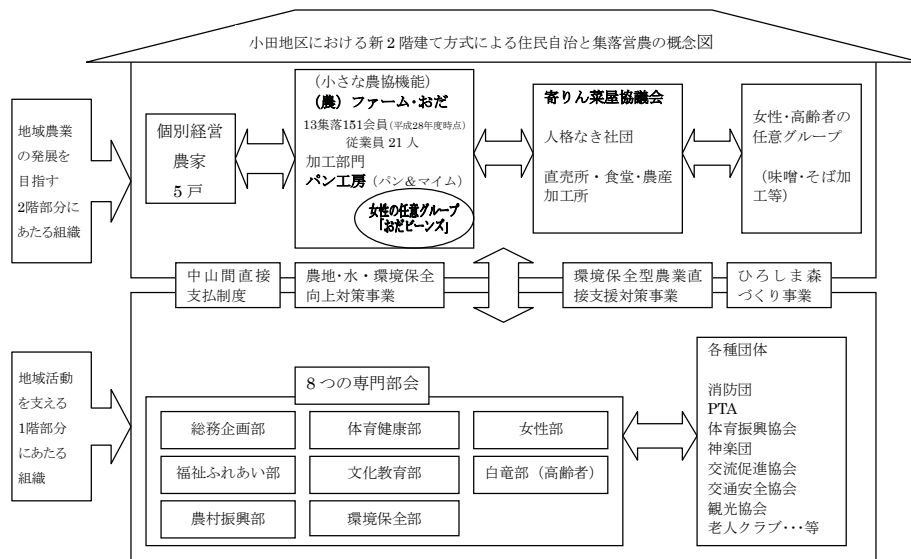 小田地区における新2階建て方式による住民自治と集落営農の概念図
地域農業
の発展を
目指す
2階部分に
あたる組織
個別経営
農家
5戸
（小さな農協機能）
（農）ファーム・おだ
13集落151会員（平成28年度時点）
従業員 21 人
加工部門
パン工房（パン＆マイム）
女性の任意グループ
「おだビーンズ」
寄りん菜屋協議会
人格なき社団
直売所・食堂・農産
加工所
女性・高齢者の
任意グループ
（味噌・そば加
工等）
中山間直接
支払制度
農地・水・環境保全
向上対策事業
環境保全型農業直
接支援対策事業
ひろしま森
づくり事業
地域活動
を支える
1階部分
にあたる
組織
8つの専門部会
総務企画部
体育健康部
女性部
福祉ふれあい部
文化教育部
白竜部（高齢者）
農村振興部
環境保全部
各種団体
消防団
PTA
体育振興協会
神楽団
交流促進協会
交通安全協会
観光協会
老人クラブ･･･等